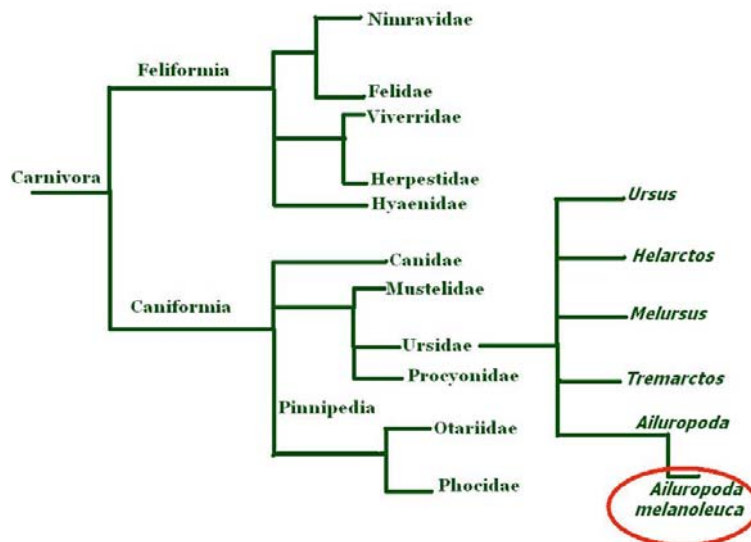 Nimravidae
Feliformia
Felidae
Viverridae
Carnivora
Herpestidae
Hyaenidae
Ursus
Canidae
Helarctos
Mustelidae
Caniformia
Melursus
Ursidae
Procyonidae
Tremarctos
Pinnipedia
Otariidae
Ailuropoda
Phocidae
Ailuropoda
melanoleuca